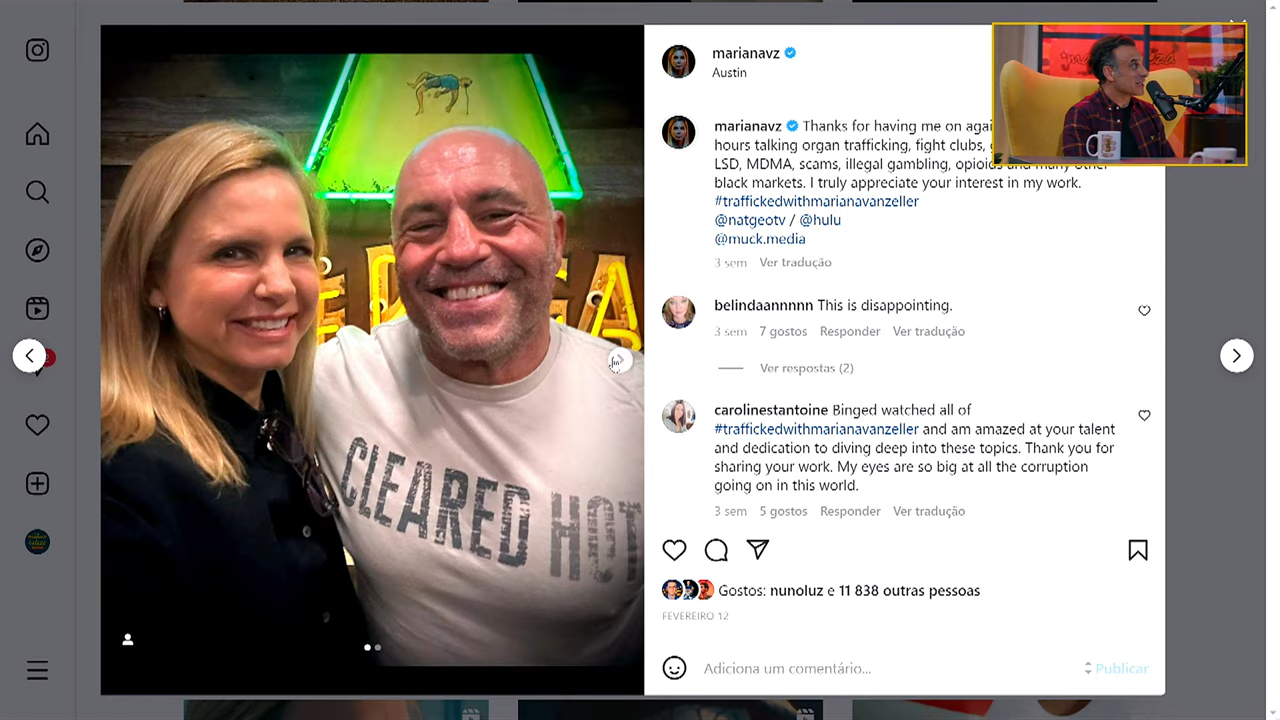 marianavz
Austin
marianavz Thanks for having me on agai
hours talking organ trafficking, fight clubs,
LSD, MDMA, scams, illegal gambling, opioids and many other
black markets. I truly appreciate your interest in my work.
#traffickedwithmarianavanzeller
@natgeotv / @hulu
@muck.media
3 sem Ver tradução
belindaannnnn This is disappointing.
3 sem 7 gostos Responder Ver tradução
Ver respostas (2)
carolinestantoine Binged watched all of
#traffickedwithmarianavanzeller and am amazed at your talent
and dedication to diving deep into these topics. Thank you for
sharing your work. My eyes are so big at all the corruption
going on in this world.
3 sem 5 gostos Responder Ver tradução
Gostos: nunoluz e 11 838 outras pessoas
FEVEREIRO 12
Adiciona um comentário...
Publicar
CLEARED HOT